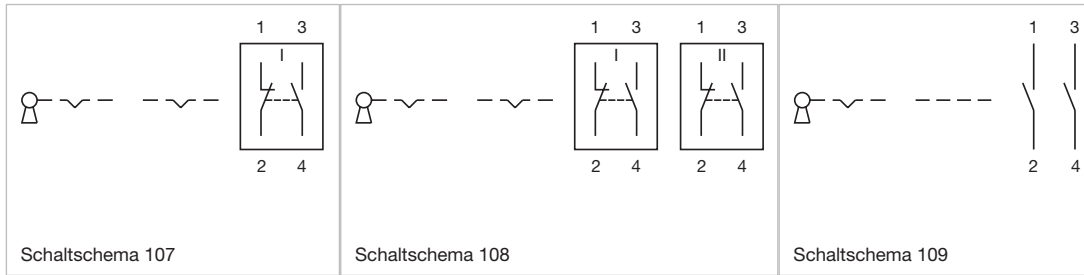 1 3
I
2 4
Schaltschema 107
1 3 1 3
I II
2 4 2 4
Schaltschema 108
1 3
2 4
Schaltschema 109